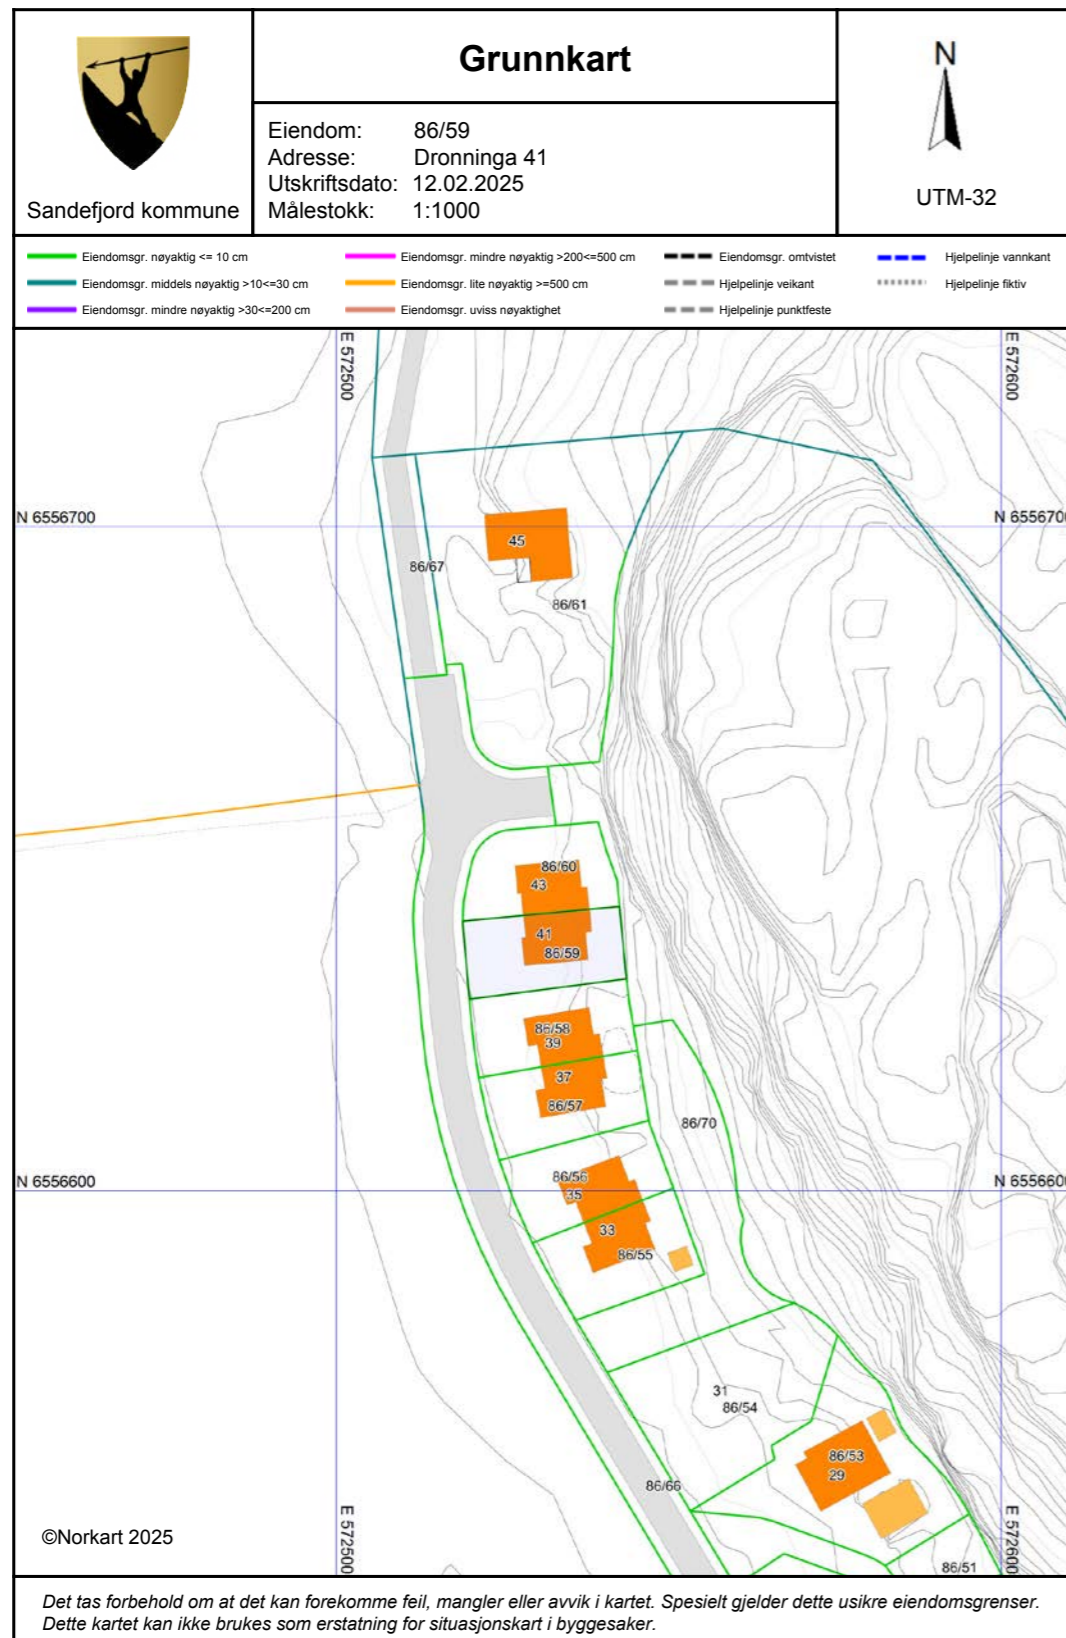 Grunnkart
Sandefjord kommune
Eiendom: 86/59
Adresse: Dronninga 41
Utskriftsdato: 12.02.2025
Målestokk: 1:1000
N
UTM-32
Eiendomsgr. nøyaktig <= 10 cm
Eiendomsgr. middels nøyaktig >10<=30 cm
Eiendomsgr. mindre nøyaktig >30<=200 cm
Eiendomsgr. mindre nøyaktig >200<=500 cm
Eiendomsgr. lite nøyaktig >=500 cm
Eiendomsgr. uviss nøyaktighet
Eiendomsgr. omtvistet
Hjelpelinje veikant
Hjelpelinje punktfeste
Hjelpelinje vannkant
Hjelpelinje fiktiv
E 572500
E 572600
N 6556700
N 6556700
45
86/67
86/61
86/60
43
41
86/59
86/58
39
37
86/57
86/70
86/56
35
N 6556600
N 6556600
33
86/55
31
86/54
86/53
29
86/66
E 572500
E 572600
86/51
©Norkart 2025
Det tas forbehold om at det kan forekomme feil, mangler eller avvik i kartet. Spesielt gjelder dette usikre eiendomsgrenser.
Dette kartet kan ikke brukes som erstatning for situasjonskart i byggesaker.